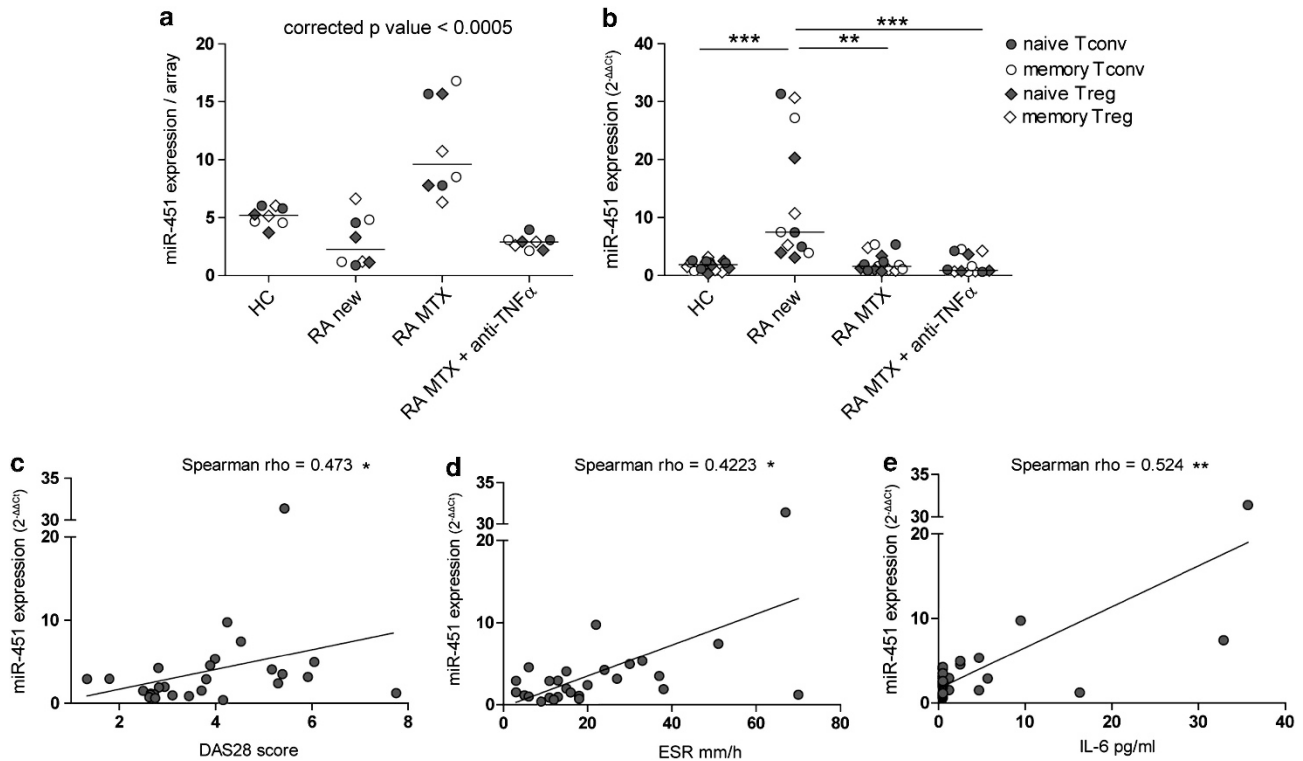 a
corrected p value < 0.0005
miR-451 expression / array
20
15
10
5
0
HC
RA new
RA MTX
RA MTX + anti-TNFα
b
miR-451 expression (2-ΔΔCt)
40
30
20
10
0
***
**
***
HC
RA new
RA MTX
RA MTX + anti-TNFα
naive Tconv
memory Tconv
naive Treg
memory Treg
c
Spearman rho = 0.473 *
miR-451 expression (2-ΔΔCt)
35
30
20
10
0
2 4 6 8
DAS28 score
d
Spearman rho = 0.4223 *
miR-451 expression (2-ΔΔCt)
35
30
20
10
0
0 20 40 60 80
ESR mm/h
e
Spearman rho = 0.524 **
miR-451 expression (2-ΔΔCt)
35
30
20
10
0
0 10 20 30 40
IL-6 pg/ml